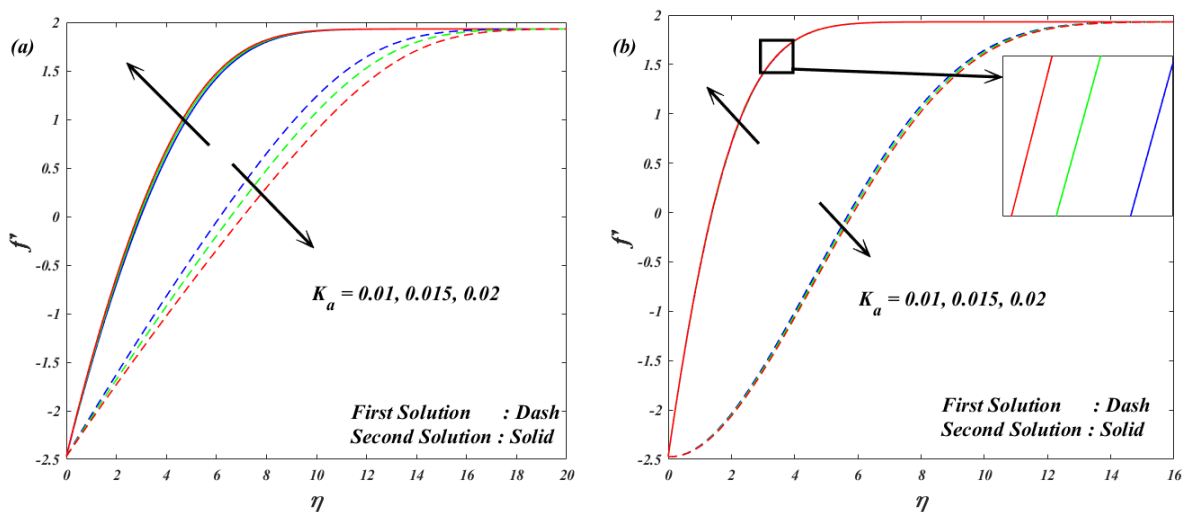 (a)
2
1.5
1
0.5
0
-0.5
-1
-1.5
-2
-2.5
f'
0 2 4 6 8 10 12 14 16 18 20
η
K_a = 0.01, 0.015, 0.02
First Solution : Dash
Second Solution : Solid
(b)
2
1.5
1
0.5
0
-0.5
-1
-1.5
-2
-2.5
f'
0 2 4 6 8 10 12 14 16
η
K_a = 0.01, 0.015, 0.02
First Solution : Dash
Second Solution : Solid